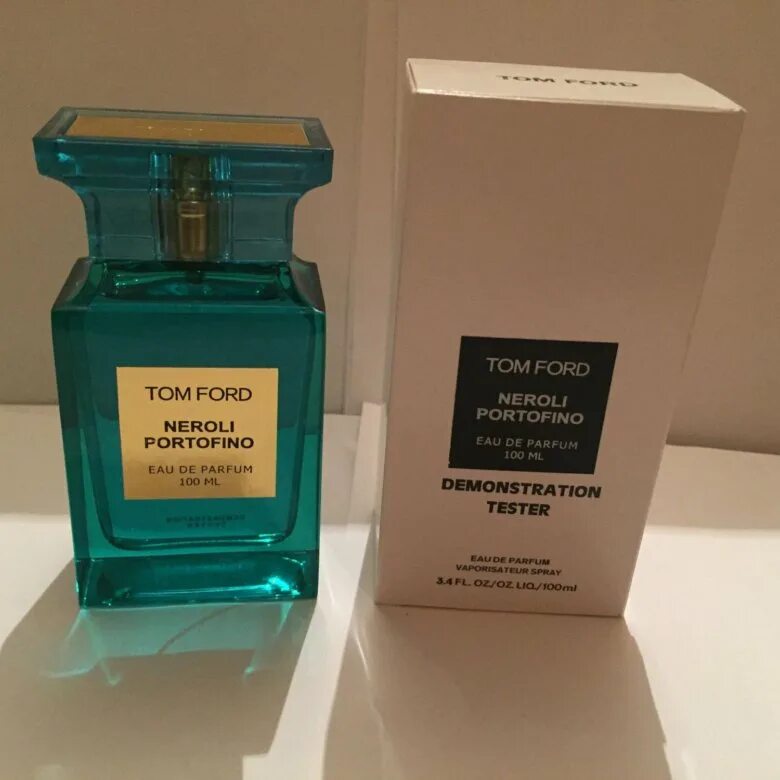 TOM FORD
NEROLI
PORTOFINO
EAU DE PARFUM
100 ML
TOM FORD
TOM FORD
NEROLI
PORTOFINO
EAU DE PARFUM
100 ML
DEMONSTRATION
TESTER
EAU DE PARFUM
VAPORISATEUR SPRAY
3.4 FL. OZ/OZ. LIQ./100ml